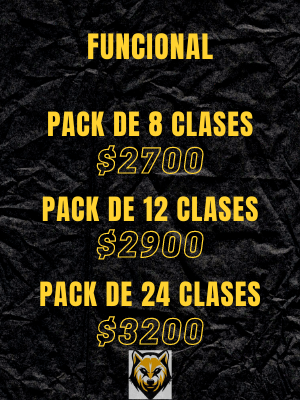 FUNCIONAL
PACK DE 8 CLASES
$2700
PACK DE 12 CLASES
$2900
PACK DE 24 CLASES
$3200